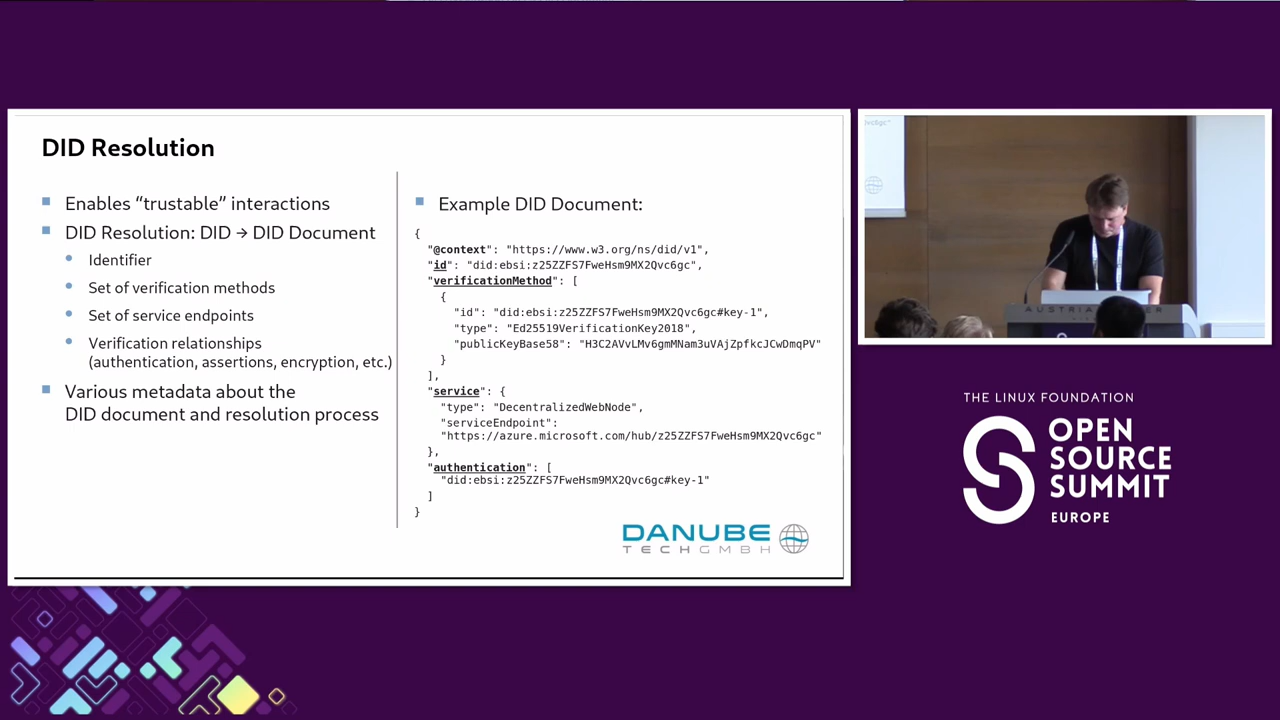 DID Resolution
Enables “trustable” interactions
DID Resolution: DID → DID Document
Identifier
Set of verification methods
Set of service endpoints
Verification relationships
(authentication, assertions, encryption, etc.)
Various metadata about the
DID document and resolution process
Example DID Document:
{
"@context": "https://www.w3.org/ns/did/v1",
"id": "did:ebsi:z25ZZFS7FweHsm9MX2Qvc6gc",
"verificationMethod": [
{
"id": "did:ebsi:z25ZZFS7FweHsm9MX2Qvc6gc#key-1",
"type": "Ed25519VerificationKey2018",
"publicKeyBase58": "H3C2AVvLMv6gmMNam3uVAjZpfkcJCwDmqPV"
}
],
"service": {
"type": "DecentralizedWebNode",
"serviceEndpoint":
"https://azure.microsoft.com/hub/z25ZZFS7FweHsm9MX2Qvc6gc"
},
"authentication": [
"did:ebsi:z25ZZFS7FweHsm9MX2Qvc6gc#key-1"
]
}
DANUBE
TECH GMBH
THE LINUX FOUNDATION
OPEN
SOURCE
SUMMIT
EUROPE